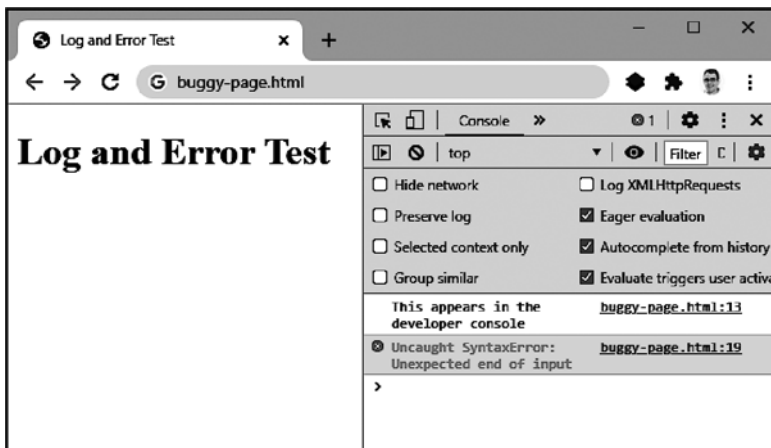 Log and Error Test
buggy-page.html
Log and Error Test
Console » 1
top Filter
Hide network Log XMLHttpRequests
Preserve log Eager evaluation
Selected context only Autocomplete from history
Group similar Evaluate triggers user activa
This appears in the buggy-page.html:13
developer console
Uncaught SyntaxError: buggy-page.html:19
Unexpected end of input